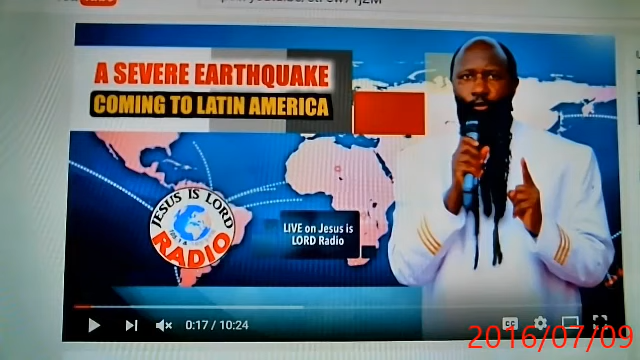 A SEVERE EARTHQUAKE
COMING TO LATIN AMERICA
JESUS IS LORD
RADIO
LIVE on Jesus is
LORD Radio
0:17 / 10:24
CC
2016/07/09